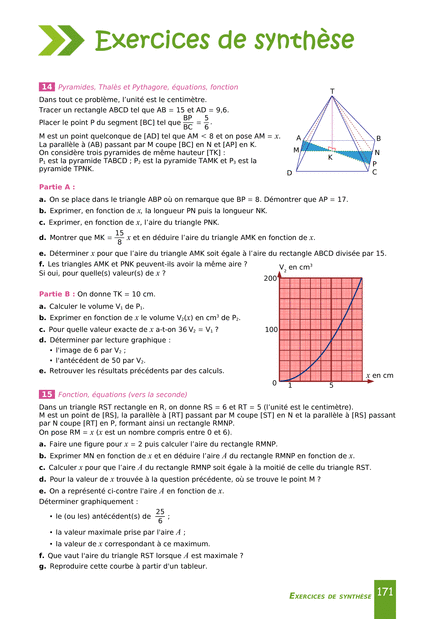 Exercices de synthèse
14 Pyramides, Thalès et Pythagore, équations, fonction
Dans tout ce problème, l'unité est le centimètre.
Tracer un rectangle ABCD tel que AB = 15 et AD = 9,6.
Placer le point P du segment [BC] tel que BP/BC = 5/6.
M est un point quelconque de [AD] tel que AM < 8 et on pose AM = x.
La parallèle à (AB) passant par M coupe [BC] en N et [AP] en K.
On considère trois pyramides de même hauteur [TK] :
P₁ est la pyramide TABCD ; P₂ est la pyramide TAMK et P₃ est la
pyramide TPNK.
T
A
B
M
N
K
P
D
C
Partie A :
a. On se place dans le triangle ABP où on remarque que BP = 8. Démontrer que AP = 17.
b. Exprimer, en fonction de x, la longueur PN puis la longueur NK.
c. Exprimer, en fonction de x, l'aire du triangle PNK.
d. Montrer que MK = 15/8 x et en déduire l'aire du triangle AMK en fonction de x.
e. Déterminer x pour que l'aire du triangle AMK soit égale à l'aire du rectangle ABCD divisée par 15.
f. Les triangles AMK et PNK peuvent-ils avoir la même aire ?
Si oui, pour quelle(s) valeur(s) de x ?
Partie B : On donne TK = 10 cm.
a. Calculer le volume V₁ de P₁.
b. Exprimer en fonction de x le volume V₂(x) en cm³ de P₂.
c. Pour quelle valeur exacte de x a-t-on 36 V₂ = V₁ ?
d. Déterminer par lecture graphique :
• l'image de 6 par V₂ ;
• l'antécédent de 50 par V₂.
e. Retrouver les résultats précédents par des calculs.
V₂ en cm³
200
100
0
1
5
x en cm
15 Fonction, équations (vers la seconde)
Dans un triangle RST rectangle en R, on donne RS = 6 et RT = 5 (l'unité est le centimètre).
M est un point de [RS], la parallèle à [RT) passant par M coupe [ST] en N et la parallèle à [RS) passant
par N coupe [RT] en P, formant ainsi un rectangle RMNP.
On pose RM = x (x est un nombre compris entre 0 et 6).
a. Faire une figure pour x = 2 puis calculer l'aire du rectangle RMNP.
b. Exprimer MN en fonction de x et en déduire l'aire A du rectangle RMNP en fonction de x.
c. Calculer x pour que l'aire A du rectangle RMNP soit égale à la moitié de celle du triangle RST.
d. Pour la valeur de x trouvée à la question précédente, où se trouve le point M ?
e. On a représenté ci-contre l'aire A en fonction de x.
Déterminer graphiquement :
• le (ou les) antécédent(s) de 25/6 ;
• la valeur maximale prise par l'aire A ;
• la valeur de x correspondant à ce maximum.
f. Que vaut l'aire du triangle RST lorsque A est maximale ?
g. Reproduire cette courbe à partir d'un tableur.
EXERCICES DE SYNTHÈSE 171